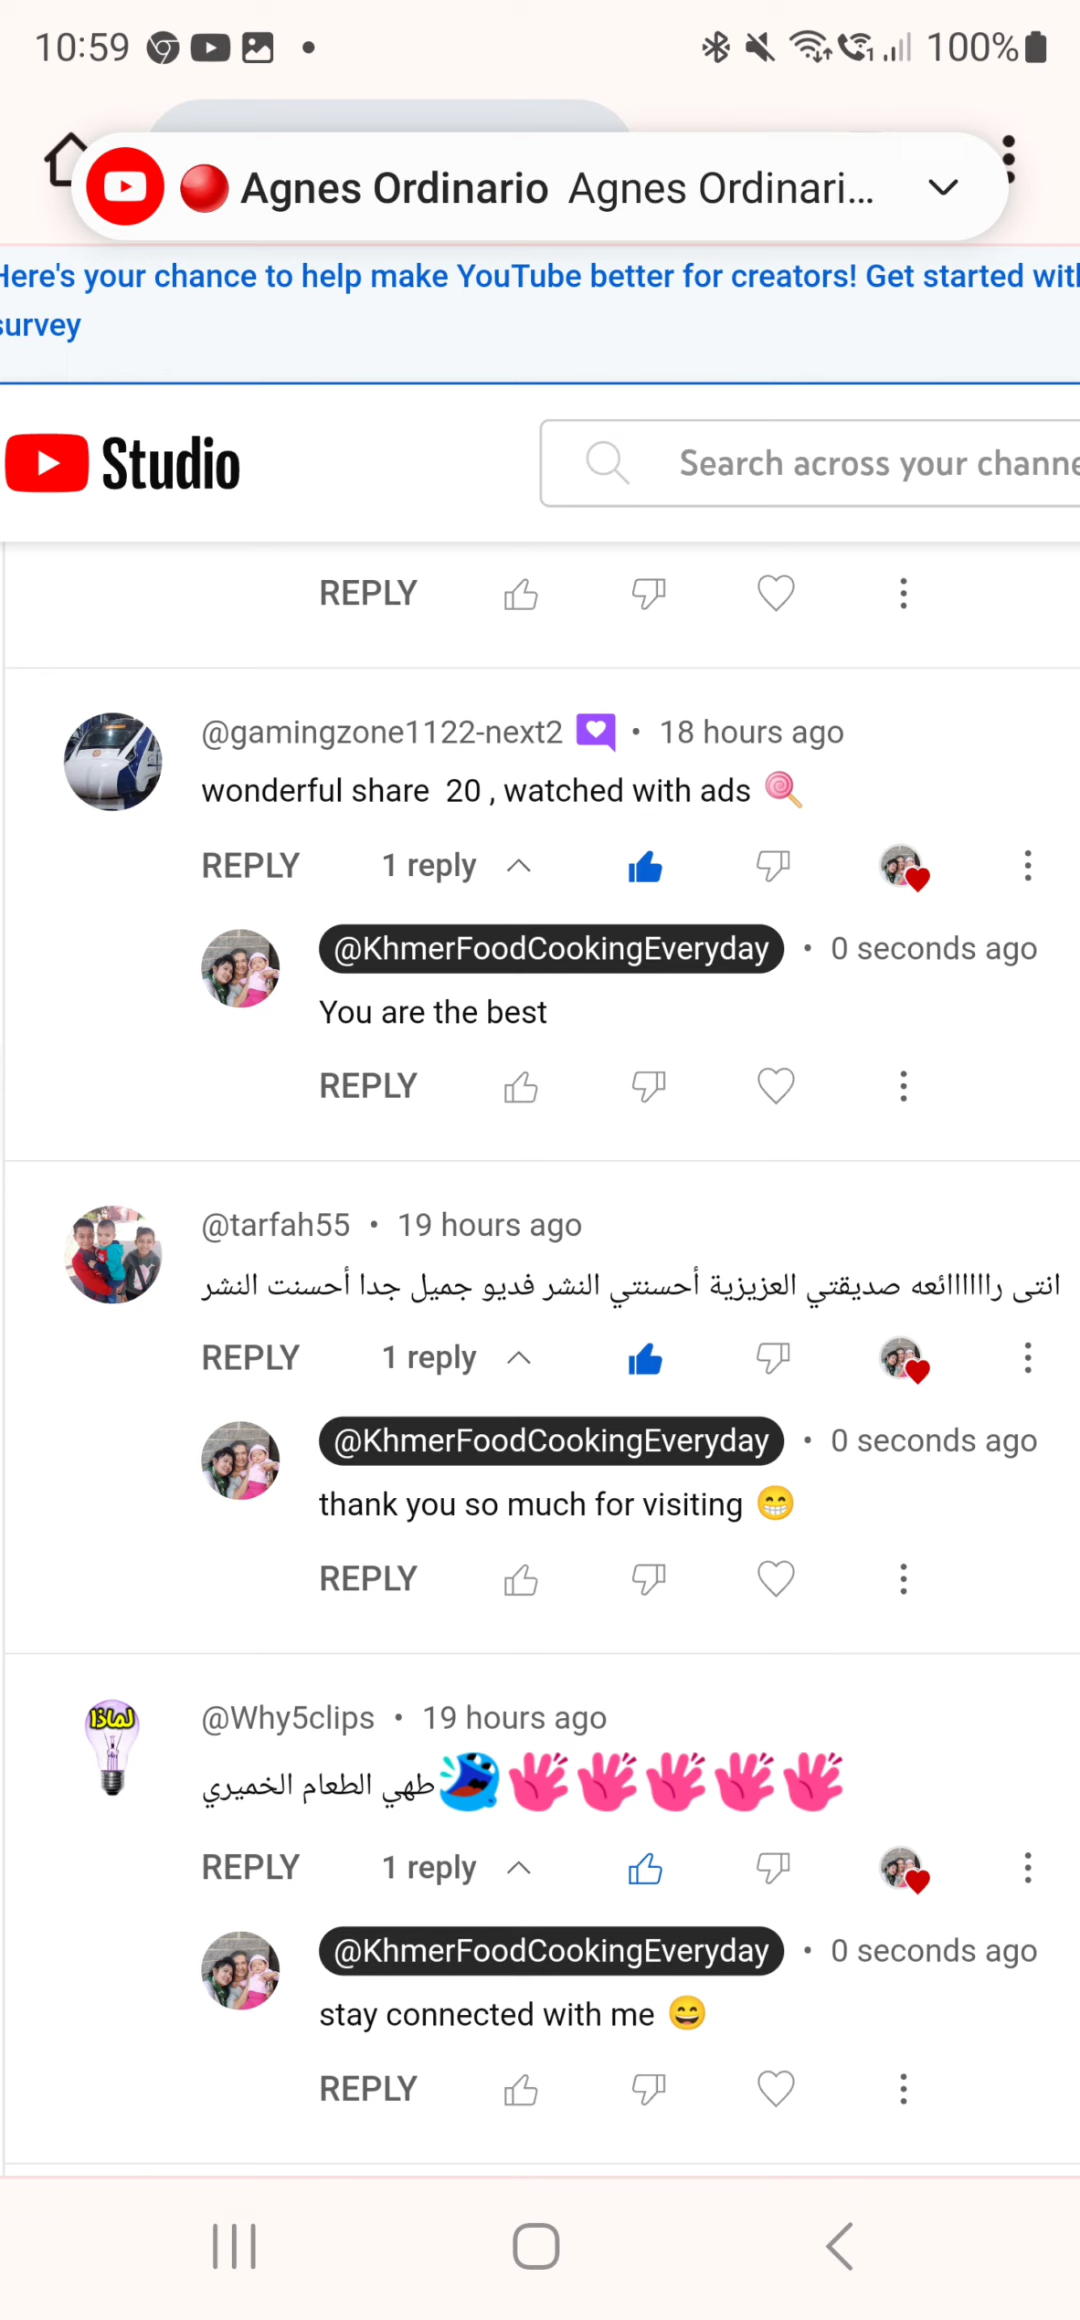 10:59
100%
Agnes Ordinario Agnes Ordinari...
Here's your chance to help make YouTube better for creators! Get started with
survey
Studio
Search across your channe
REPLY
@gamingzone1122-next2 • 18 hours ago
wonderful share 20 , watched with ads 🍭
REPLY 1 reply
@KhmerFoodCookingEveryday • 0 seconds ago
You are the best
REPLY
@tarfah55 • 19 hours ago
انتى رااااااائعه صديقتي العزيزية أحسنتي النشر فديو جميل جدا أحسنت النشر
REPLY 1 reply
@KhmerFoodCookingEveryday • 0 seconds ago
thank you so much for visiting 😁
REPLY
لماذا
@Why5clips • 19 hours ago
طهي الطعام الخميري
REPLY 1 reply
@KhmerFoodCookingEveryday • 0 seconds ago
stay connected with me 😄
REPLY